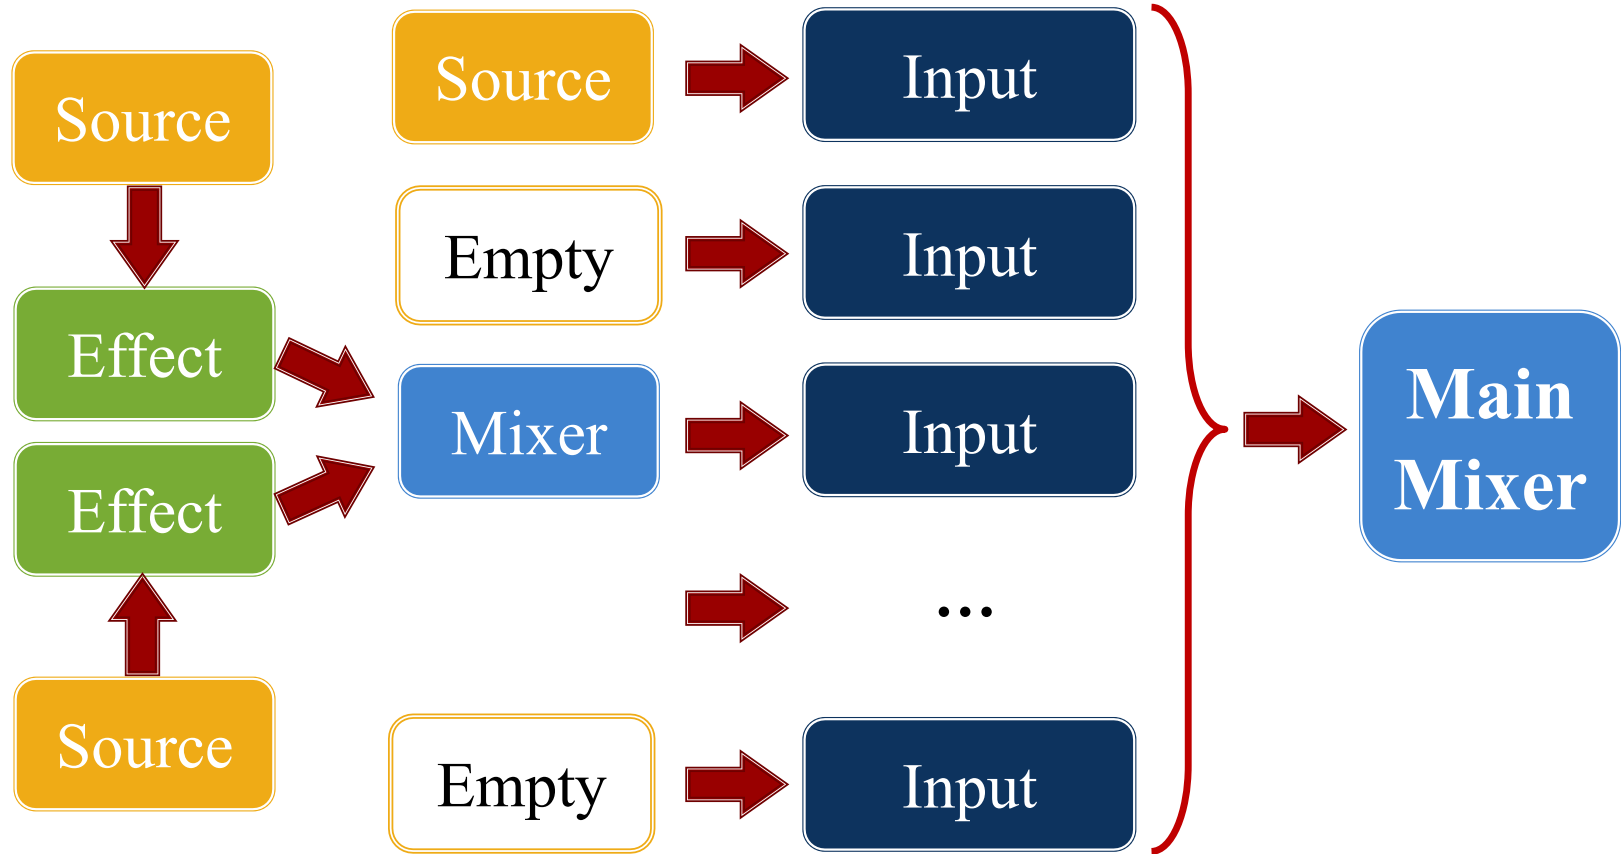 Source
Effect
Effect
Source
Source
Empty
Mixer
Empty
Input
Input
Input
...
Input
Main
Mixer